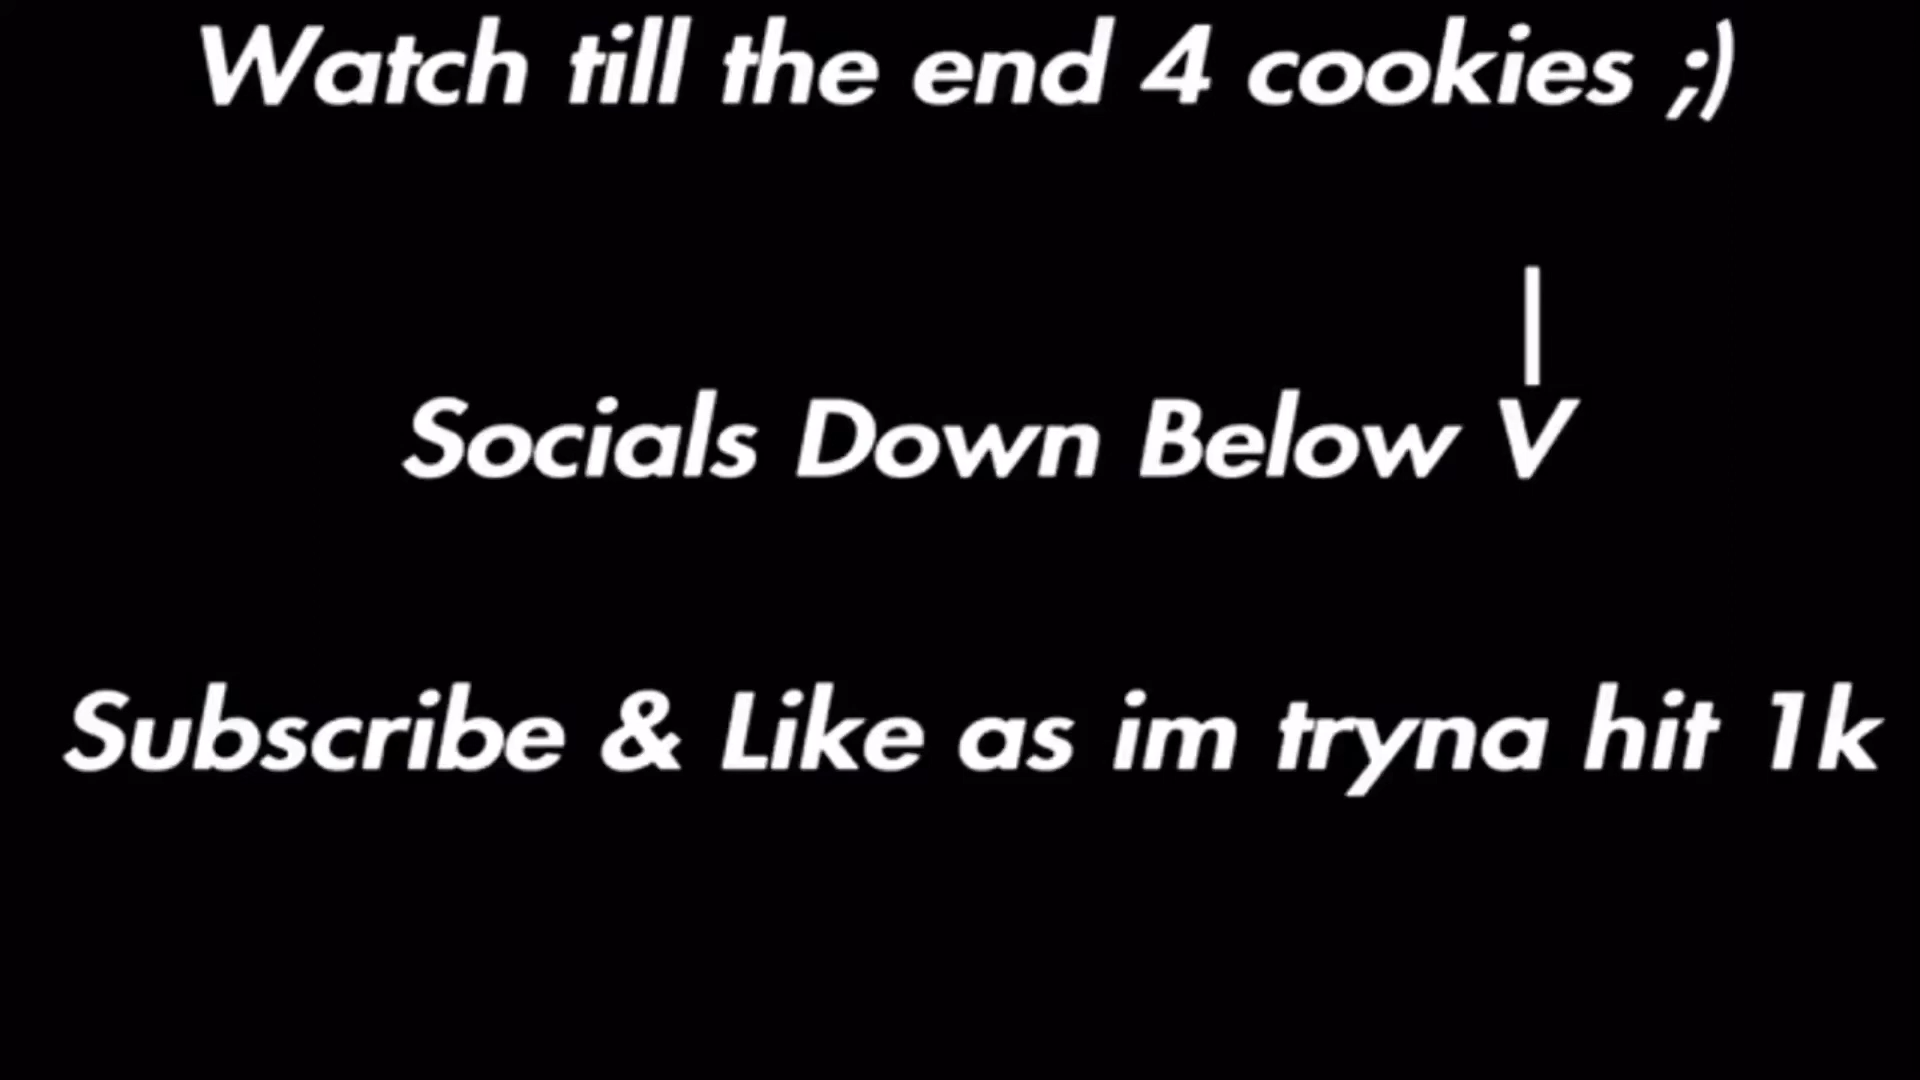 Watch till the end 4 cookies ;)
|
Socials Down Below V
Subscribe & Like as im tryna hit 1k